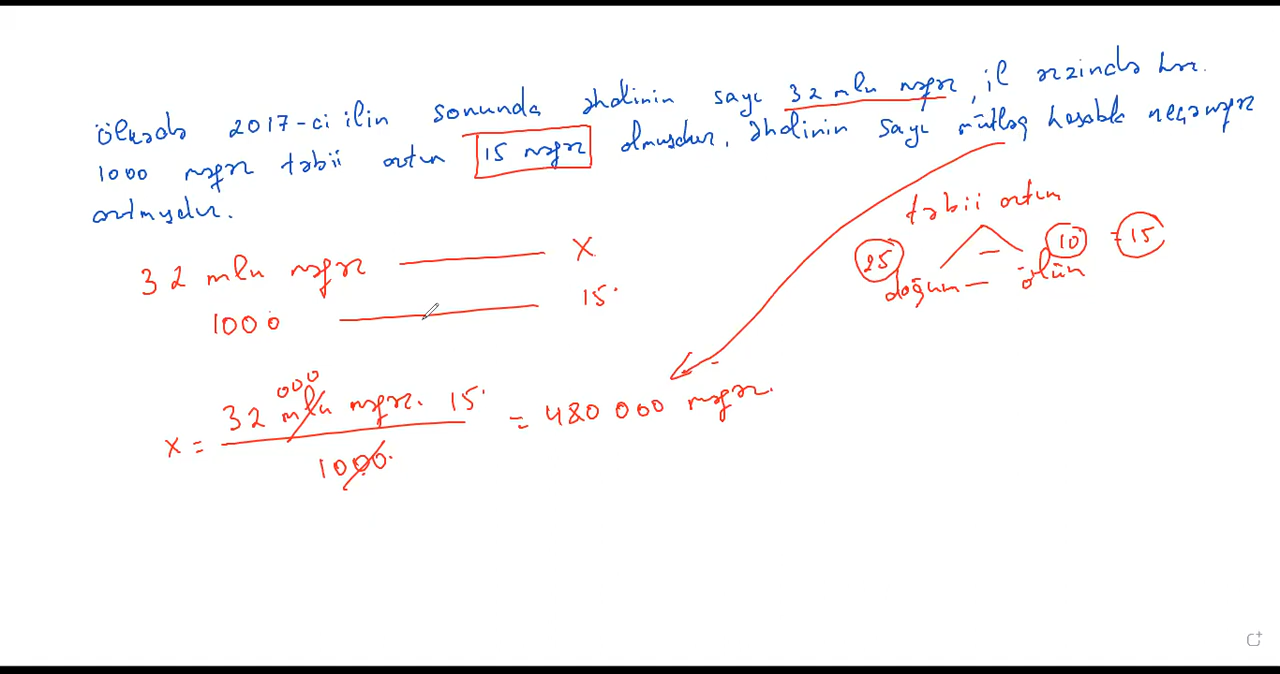 Ölkədə 2017-ci ilin sonunda əhalinin sayı 32 mln nəfər, il ərzində hər
1000 nəfərə təbii artım 15 nəfər olmuşdur. Əhalinin sayı mütləq hesabla neçə nəfər
artmışdır.
təbii artım
25 10 = 15
doğum — ölüm
32 mln nəfər — x
1000 — 15
000
x = 32 mln nəfər. 15 = 480 000 nəfər.
1000